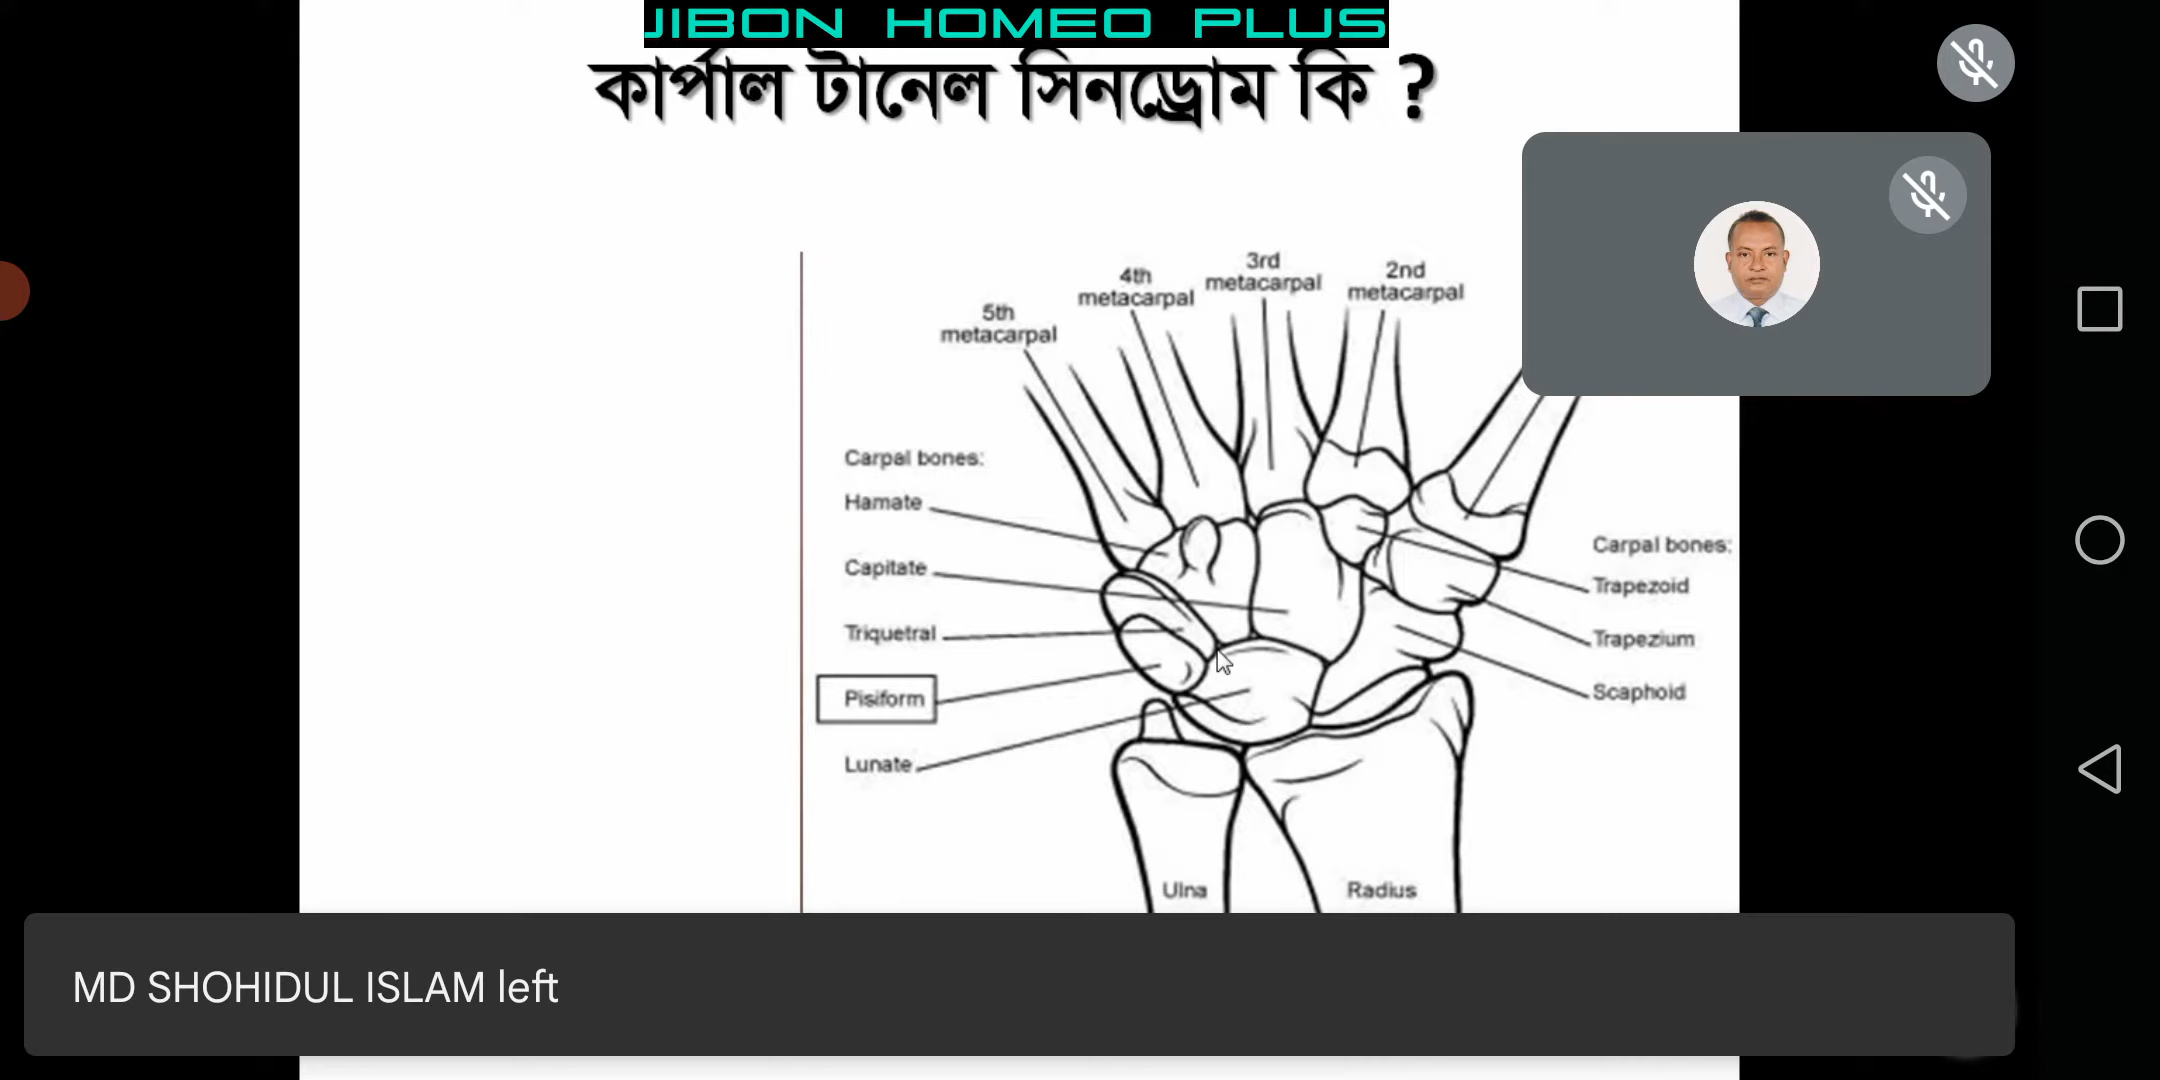 JIBON HOMEO PLUS
কার্পাল টানেল সিনড্রোম কি ?
5th
metacarpal
4th
metacarpal
3rd
metacarpal
2nd
metacarpal
Carpal bones:
Hamate
Capitate
Triquetral
Pisiform
Lunate
Carpal bones:
Trapezoid
Trapezium
Scaphoid
Ulna
Radius
MD SHOHIDUL ISLAM left